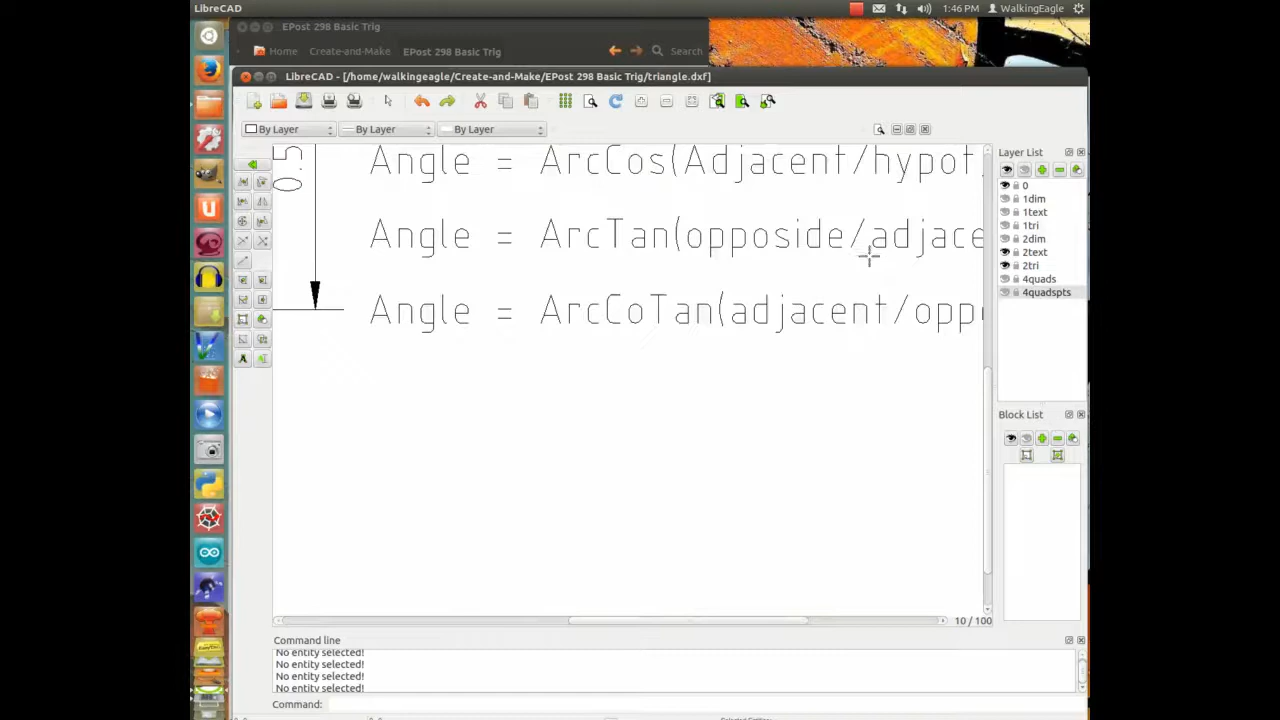 LibreCAD
1:46 PM
WalkingEagle
EPost 298 Basic Trig
Home
Create-and-Make
EPost 298 Basic Trig
Search
LibreCAD - [/home/walkingeagle/Create-and-Make/EPost 298 Basic Trig/triangle.dxf]
By Layer
By Layer
By Layer
0.5
Angle = ArcCos(Adjacent/hypot
Angle = ArcTan(opposide/adjace
Angle = ArcCoTan(adjacent/oppo
Layer List
0
1dim
1text
1tri
2dim
2text
2tri
4quads
4quadspts
Block List
10 / 100
Command line
No entity selected!
No entity selected!
No entity selected!
No entity selected!
Command: